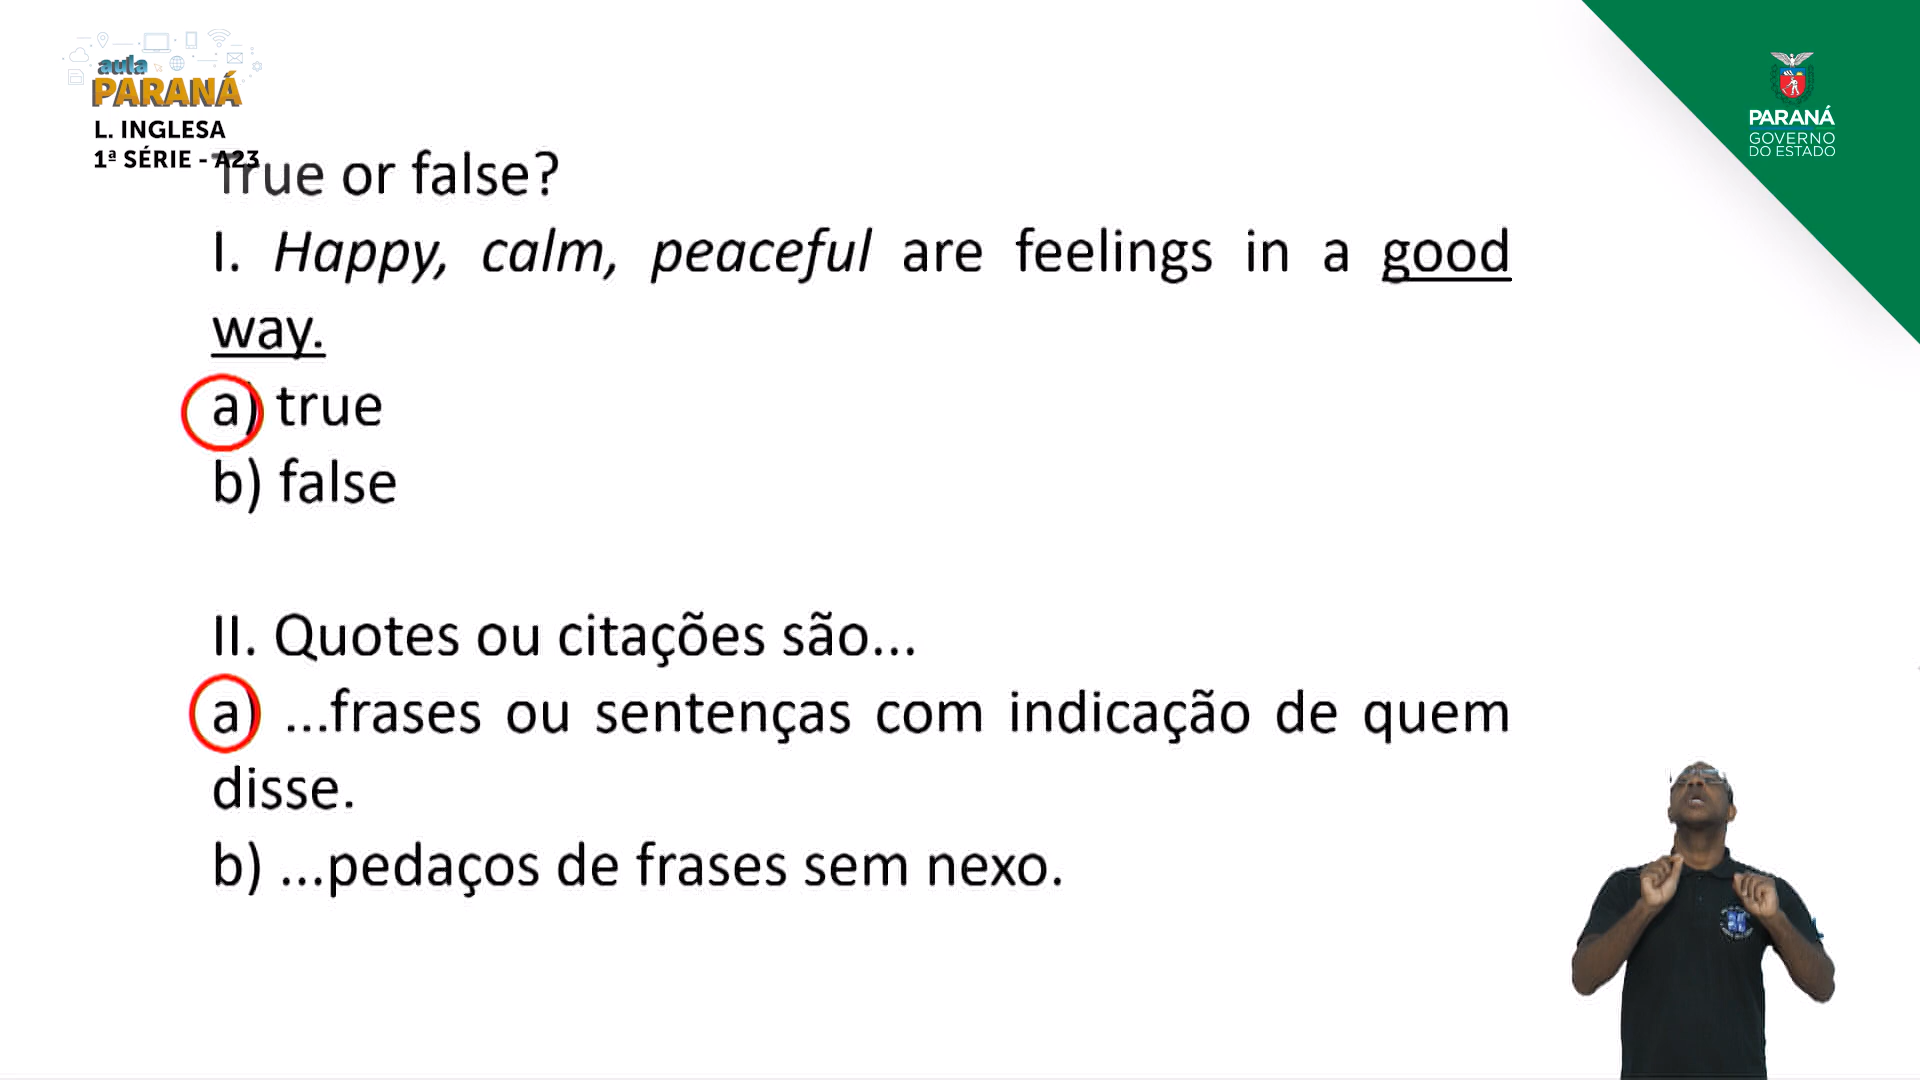 aula
PARANÁ
L. INGLESA
1ª SÉRIE - A23
PARANÁ
GOVERNO
DO ESTADO
True or false?
I. Happy, calm, peaceful are feelings in a good
way.
a) true
b) false
II. Quotes ou citações são...
a) ...frases ou sentenças com indicação de quem
disse.
b) ...pedaços de frases sem nexo.